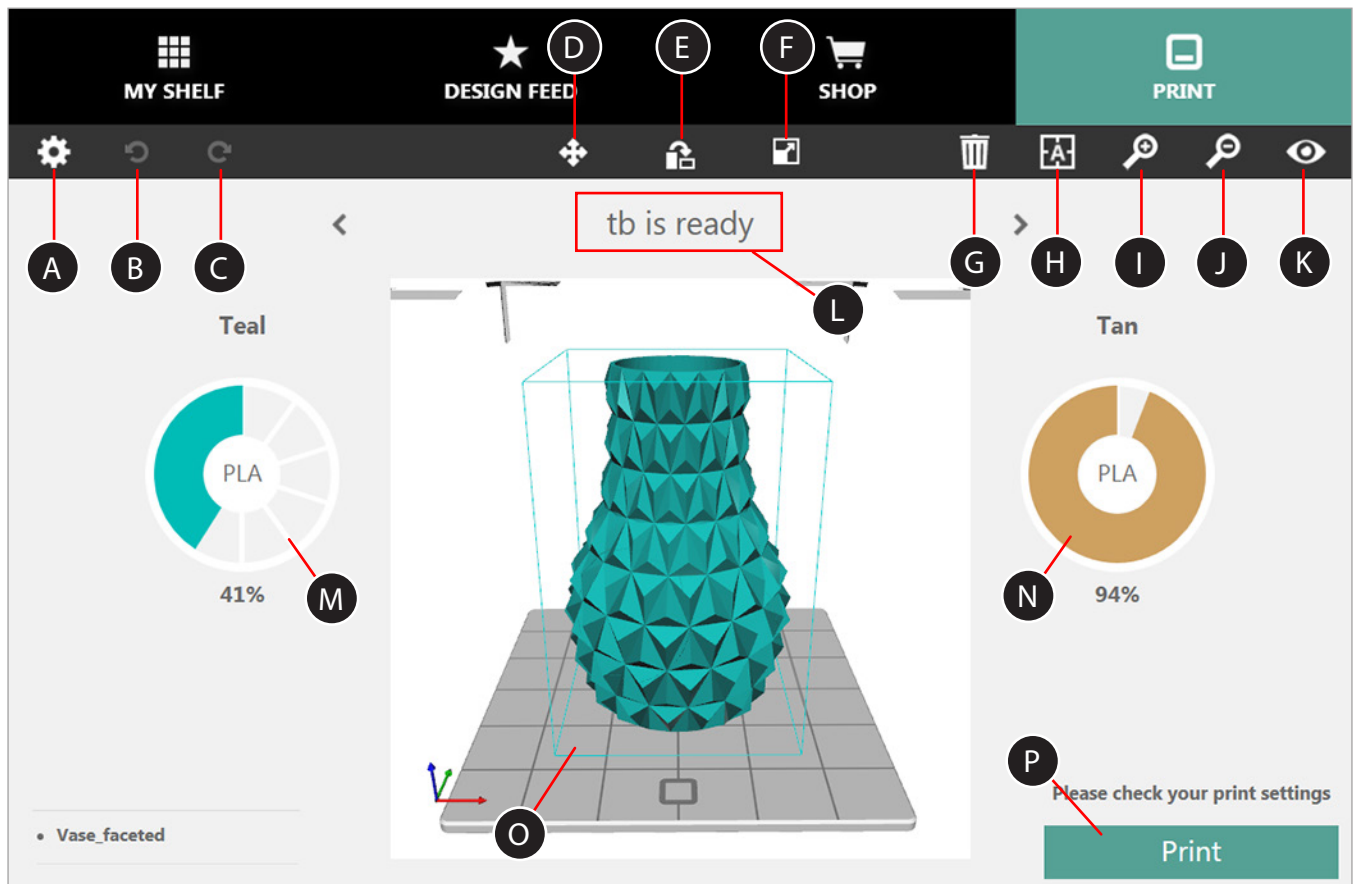 MY SHELF
DESIGN FEED
SHOP
PRINT
D
E
F
A
tb is ready
A
B
C
G
H
I
J
K
L
Teal
Tan
PLA
PLA
41%
M
N
94%
P
Please check your print settings
O
• Vase_faceted
Print